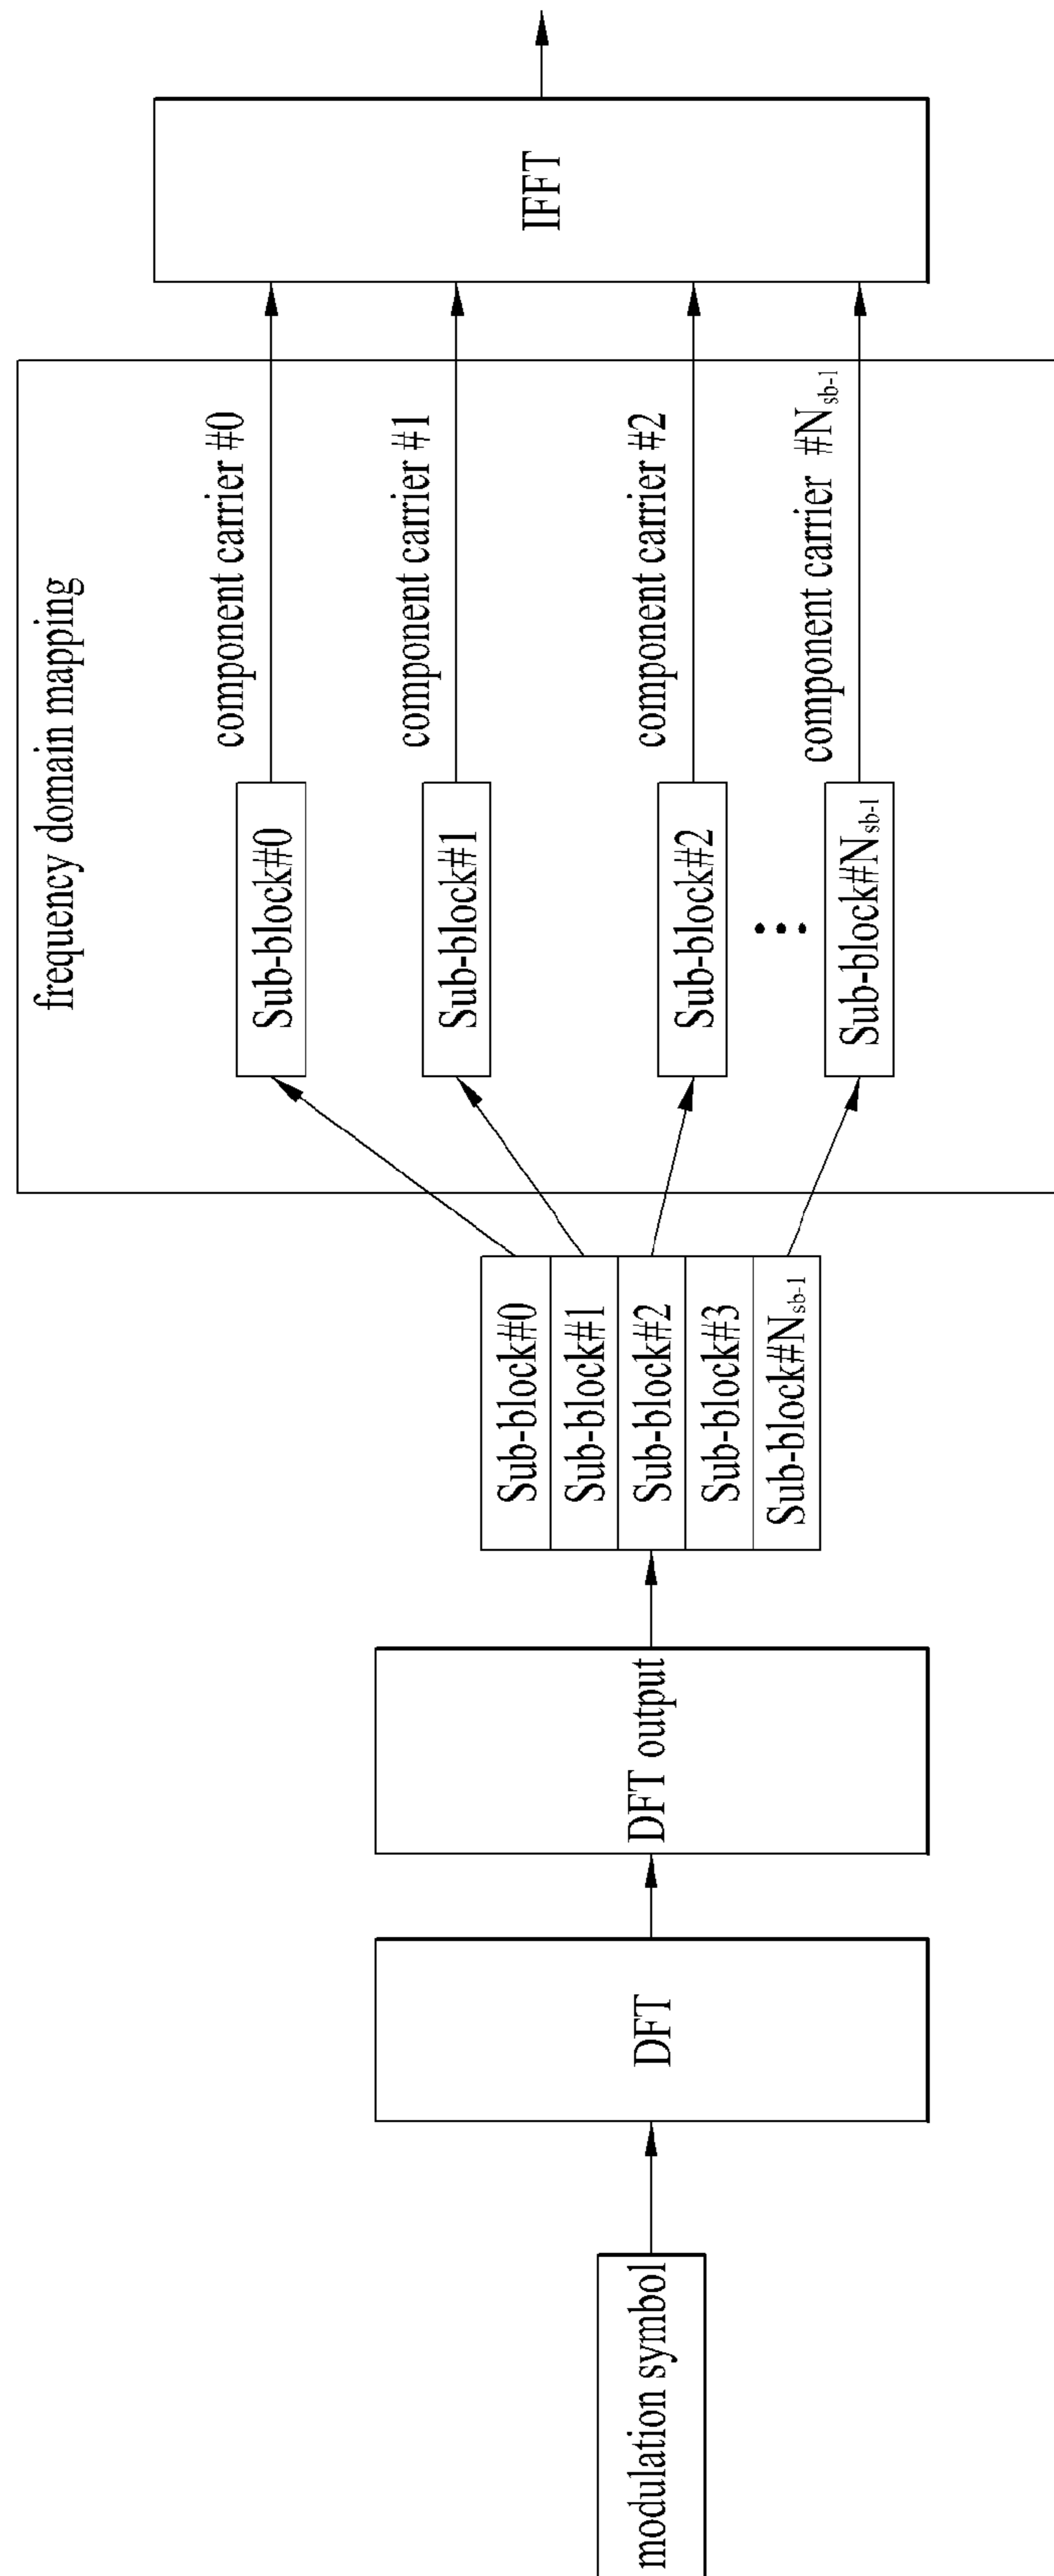 modulation symbol
DFT
DFT output
Sub-block#0
Sub-block#1
Sub-block#2
Sub-block#3
Sub-block#Nsb-1
frequency domain mapping
Sub-block#0
component carrier #0
Sub-block#1
component carrier #1
Sub-block#2
component carrier #2
Sub-block#Nsb-1
component carrier #Nsb-1
IFFT